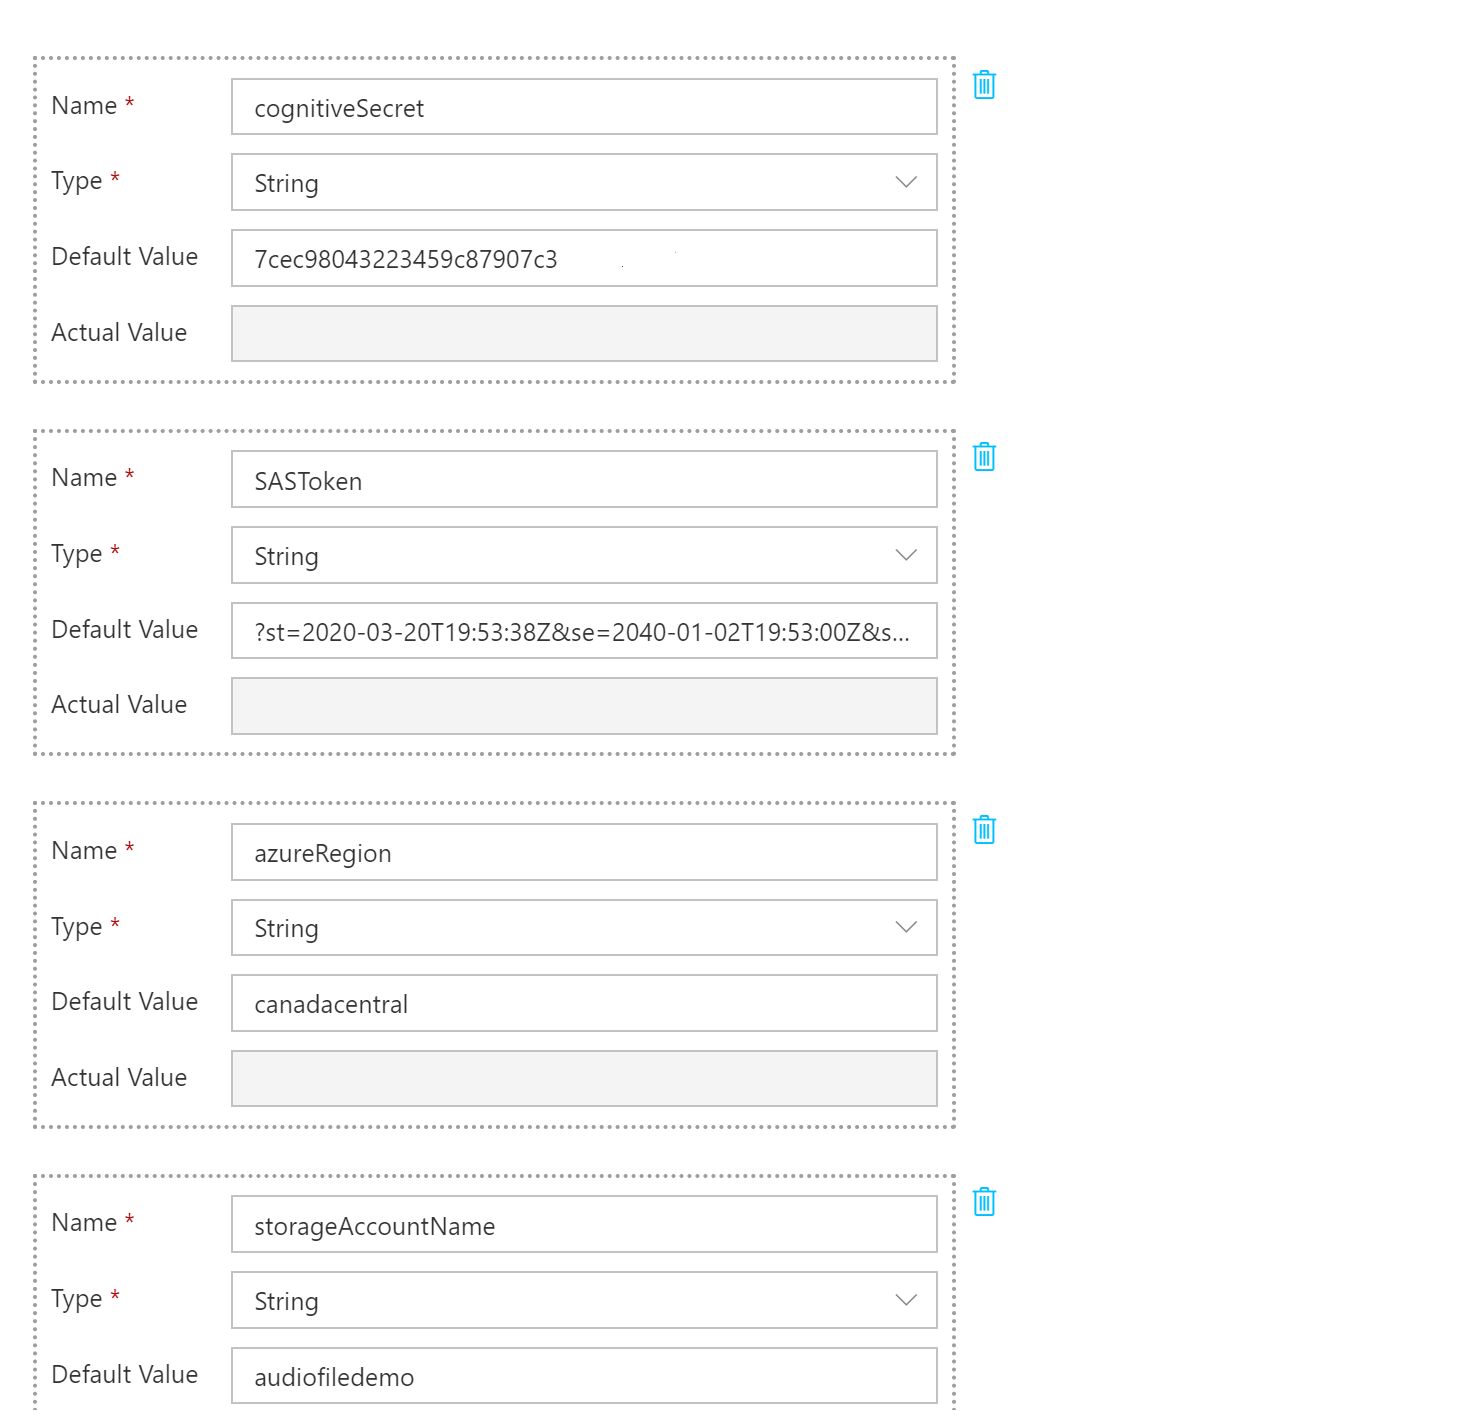 Name * cognitiveSecret
Type * String
Default Value 7cec98043223459c87907c3
Actual Value
Name * SASToken
Type * String
Default Value ?st=2020-03-20T19:53:38Z&se=2040-01-02T19:53:00Z&s...
Actual Value
Name * azureRegion
Type * String
Default Value canadacentral
Actual Value
Name * storageAccountName
Type * String
Default Value audiofiledemo